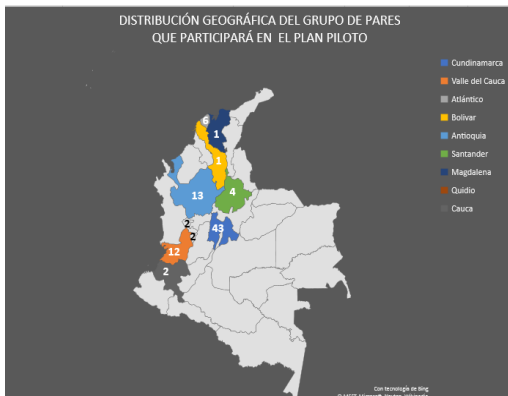 DISTRIBUCIÓN GEOGRÁFICA DEL GRUPO DE PARES
QUE PARTICIPARÁ EN EL PLAN PILOTO
Cundinamarca
Valle del Cauca
Atlántico
Bolivar
Antioquia
Santander
Magdalena
Quidio
Cauca
6
1
1
13
4
2
2
43
12
2
Con tecnología de Bing